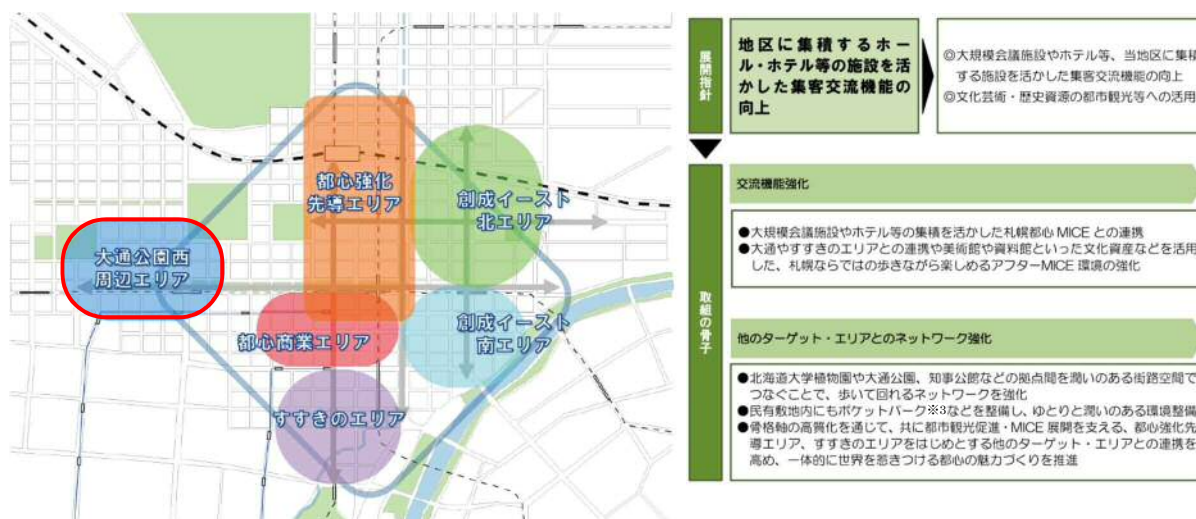 都心強化
先導エリア
創成イースト
北エリア
大通公園西
周辺エリア
都心商業エリア
創成イースト
南エリア
すすきのエリア
展開指針
地区に集積するホー
ル・ホテル等の施設を活
かした集客交流機能の
向上
◎大規模会議施設やホテル等、当地区に集積
する施設を活かした集客交流機能の向上
◎文化芸術・歴史資源の都市観光等への活用
取組の骨子
交流機能強化
●大規模会議施設やホテル等の集積を活かした札幌都心 MICE との連携
●大通やすすきのエリアとの連携や美術館や資料館といった文化資産などを活用
した、札幌ならではの歩きながら楽しめるアフターMICE 環境の強化
他のターゲット・エリアとのネットワーク強化
●北海道大学植物園や大通公園、知事公館などの拠点間を潤いのある街路空間で
つなぐことで、歩いて回れるネットワークを強化
●民有敷地内にもポケットパーク※3などを整備し、ゆとりと潤いのある環境整備
●骨格軸の高質化を通じて、共に都市観光促進・MICE 展開を支える、都心強化先
導エリア、すすきのエリアをはじめとする他のターゲット・エリアとの連携を
高め、一体的に世界を惹きつける都心の魅力づくりを推進